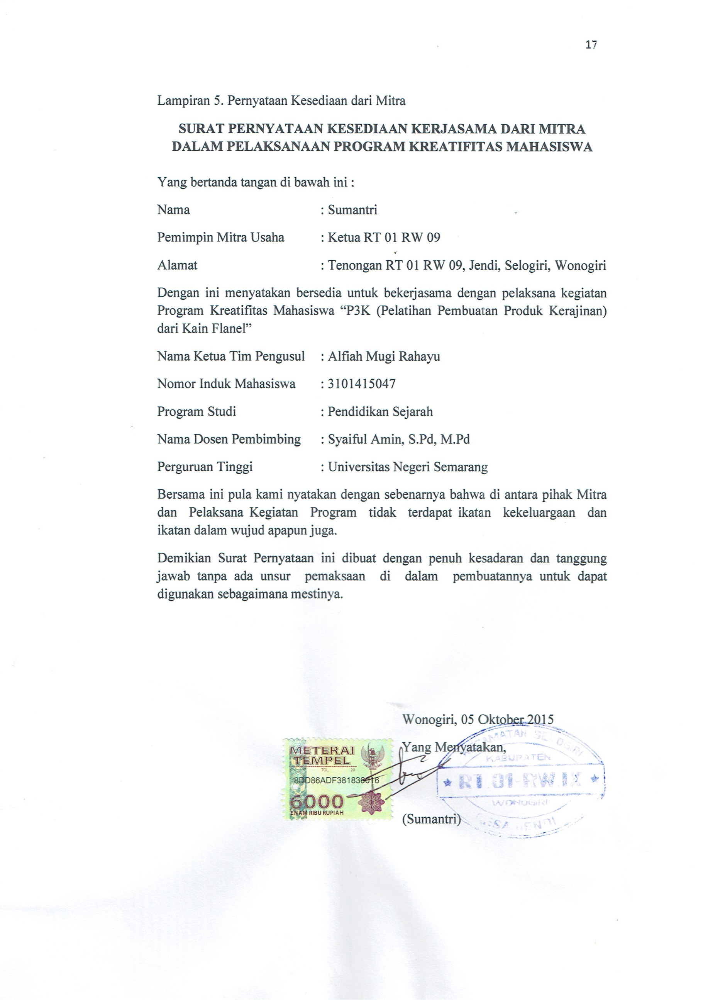 17
Lampiran 5. Pernyataan Kesediaan dari Mitra
SURAT PERNYATAAN KESEDIAAN KERJASAMA DARI MITRA
DALAM PELAKSANAAN PROGRAM KREATIFITAS MAHASISWA
Yang bertanda tangan di bawah ini :
Nama : Sumantri
Pemimpin Mitra Usaha : Ketua RT 01 RW 09
Alamat : Tenongan RT 01 RW 09, Jendi, Selogiri, Wonogiri
Dengan ini menyatakan bersedia untuk bekerjasama dengan pelaksana kegiatan
Program Kreatifitas Mahasiswa “P3K (Pelatihan Pembuatan Produk Kerajinan)
dari Kain Flanel”
Nama Ketua Tim Pengusul : Alfiah Mugi Rahayu
Nomor Induk Mahasiswa : 3101415047
Program Studi : Pendidikan Sejarah
Nama Dosen Pembimbing : Syaiful Amin, S.Pd, M.Pd
Perguruan Tinggi : Universitas Negeri Semarang
Bersama ini pula kami nyatakan dengan sebenarnya bahwa di antara pihak Mitra
dan Pelaksana Kegiatan Program tidak terdapat ikatan kekeluargaan dan
ikatan dalam wujud apapun juga.
Demikian Surat Pernyataan ini dibuat dengan penuh kesadaran dan tanggung
jawab tanpa ada unsur pemaksaan di dalam pembuatannya untuk dapat
digunakan sebagaimana mestinya.
Wonogiri, 05 Oktober 2015
Yang Menyatakan,
METERAI
TEMPEL
TGL. 20
8DD86ADF381836016
6000
ENAM RIBU RUPIAH
KECAMATAN SELOGIRI
KABUPATEN
RT.01-RW.IX
WONOGIRI
DESA JENDI
(Sumantri)